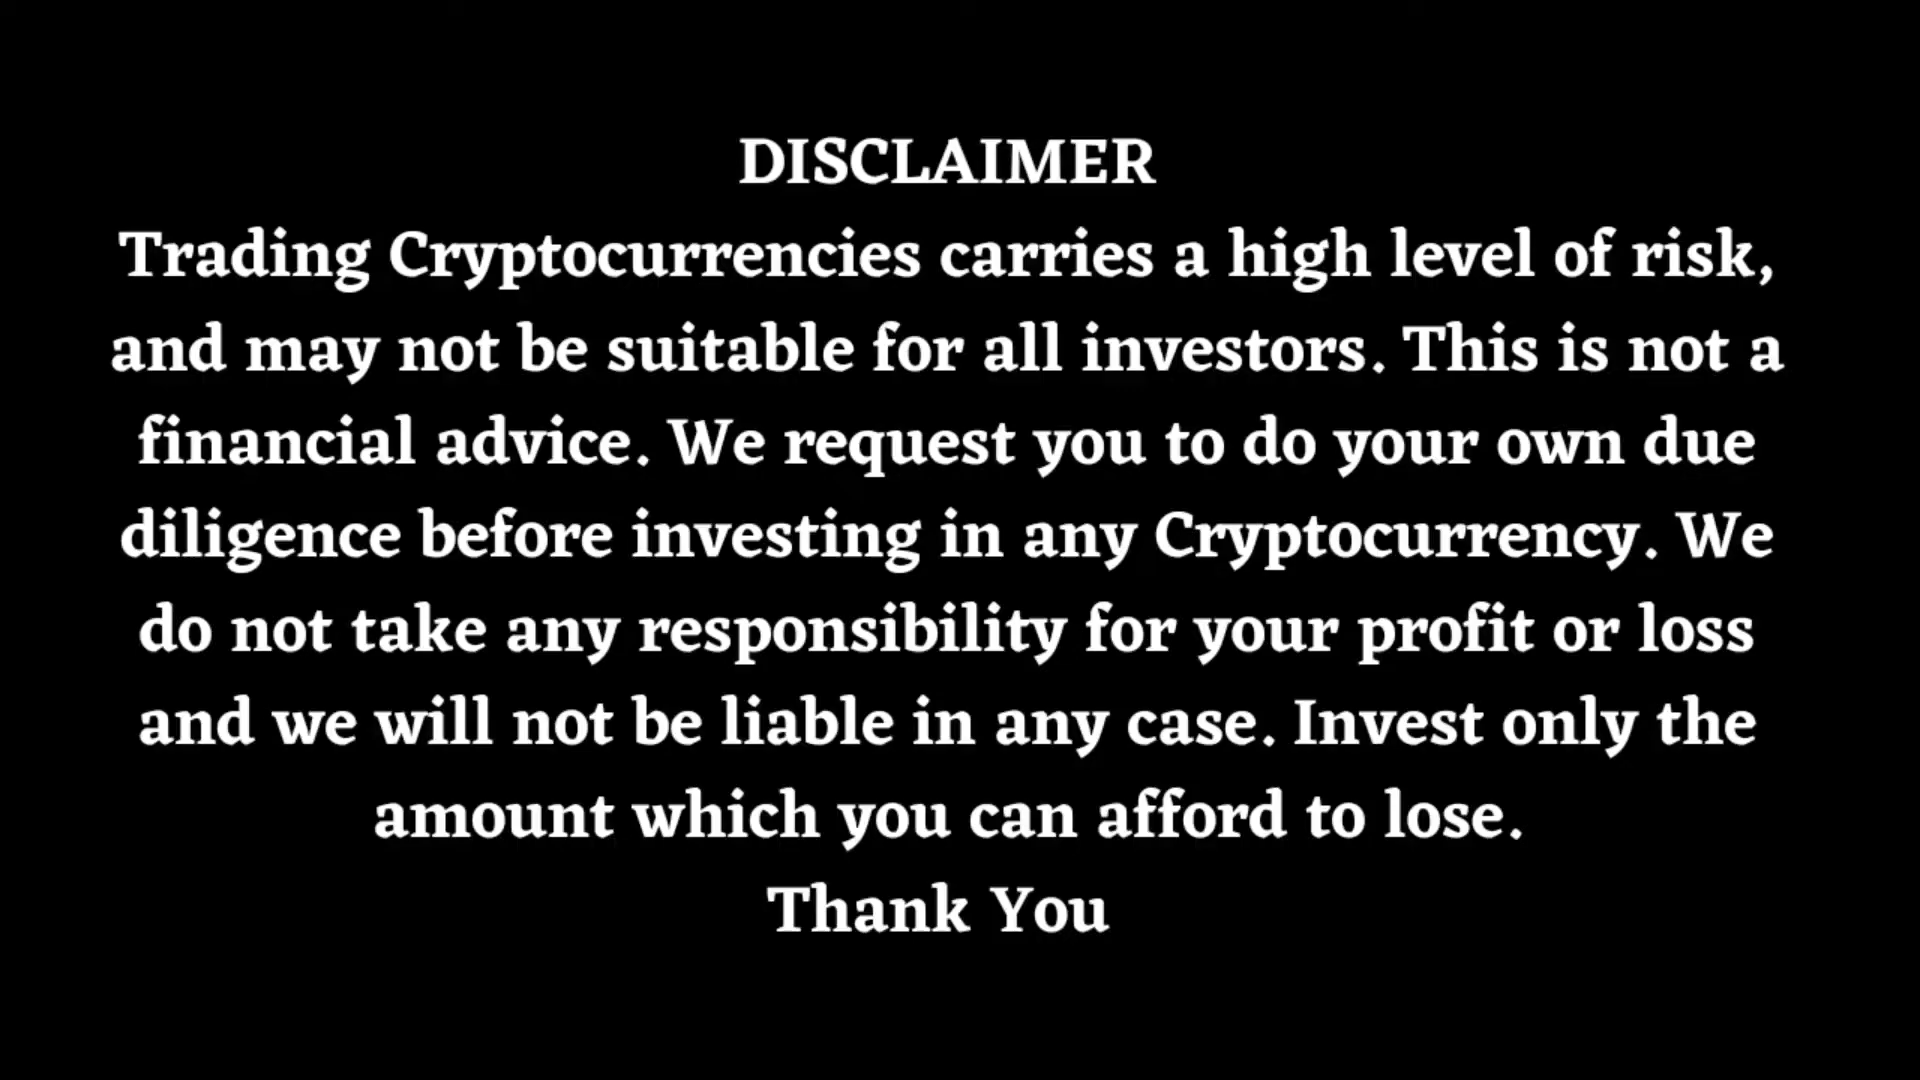 DISCLAIMER
Trading Cryptocurrencies carries a high level of risk,
and may not be suitable for all investors. This is not a
financial advice. We request you to do your own due
diligence before investing in any Cryptocurrency. We
do not take any responsibility for your profit or loss
and we will not be liable in any case. Invest only the
amount which you can afford to lose.
Thank You